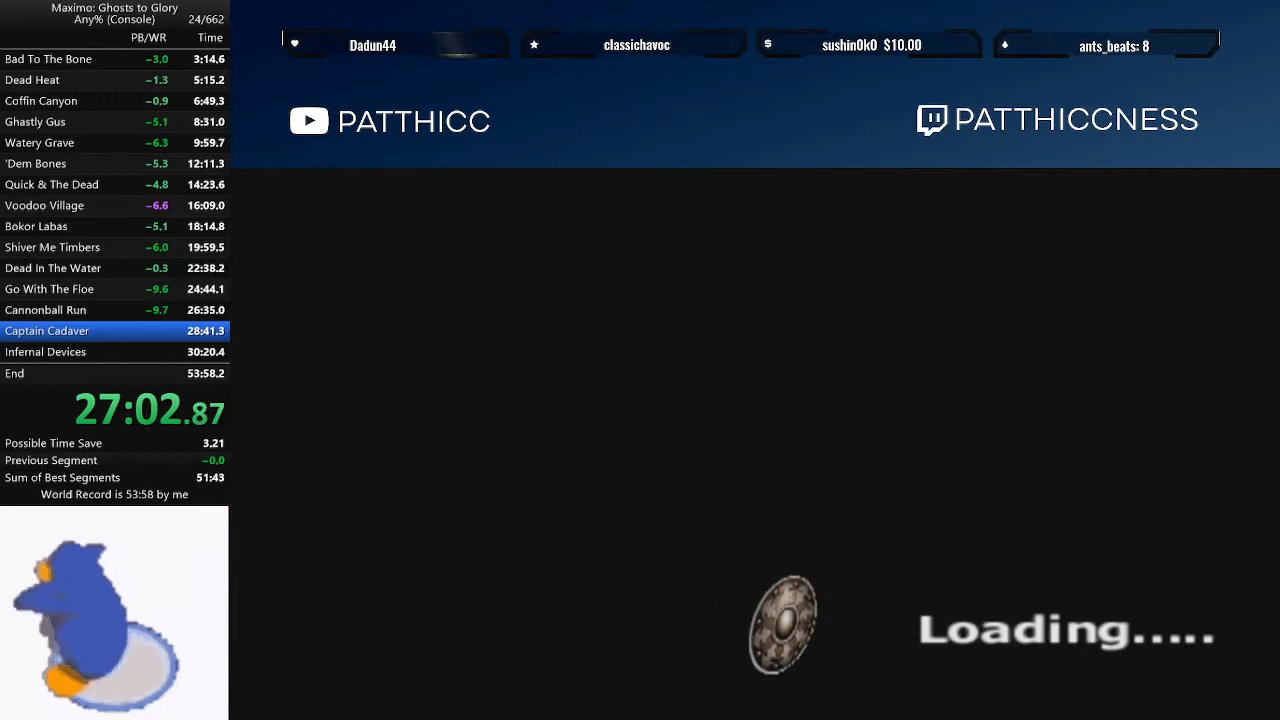 Maximo: Ghosts to Glory
Any% (Console) 24/662
PB/WR Time
Bad To The Bone −3.0 3:14.6
Dead Heat −1.3 5:15.2
Coffin Canyon −0.9 6:49.3
Ghastly Gus −5.1 8:31.0
Watery Grave −6.3 9:59.7
'Dem Bones −5.3 12:11.3
Quick & The Dead −4.8 14:23.6
Voodoo Village −6.6 16:09.0
Bokor Labas −5.1 18:14.8
Shiver Me Timbers −6.0 19:59.5
Dead In The Water −0.3 22:38.2
Go With The Floe −9.6 24:44.1
Cannonball Run −9.7 26:35.0
Captain Cadaver 28:41.3
Infernal Devices 30:20.4
End 53:58.2
27:02.87
Possible Time Save 3.21
Previous Segment −0.0
Sum of Best Segments 51:43
World Record is 53:58 by me
Dadun44
classichavoc
sushin0k0 $10.00
ants_beats: 8
PATTHICC
PATTHICCNESS
Loading.....